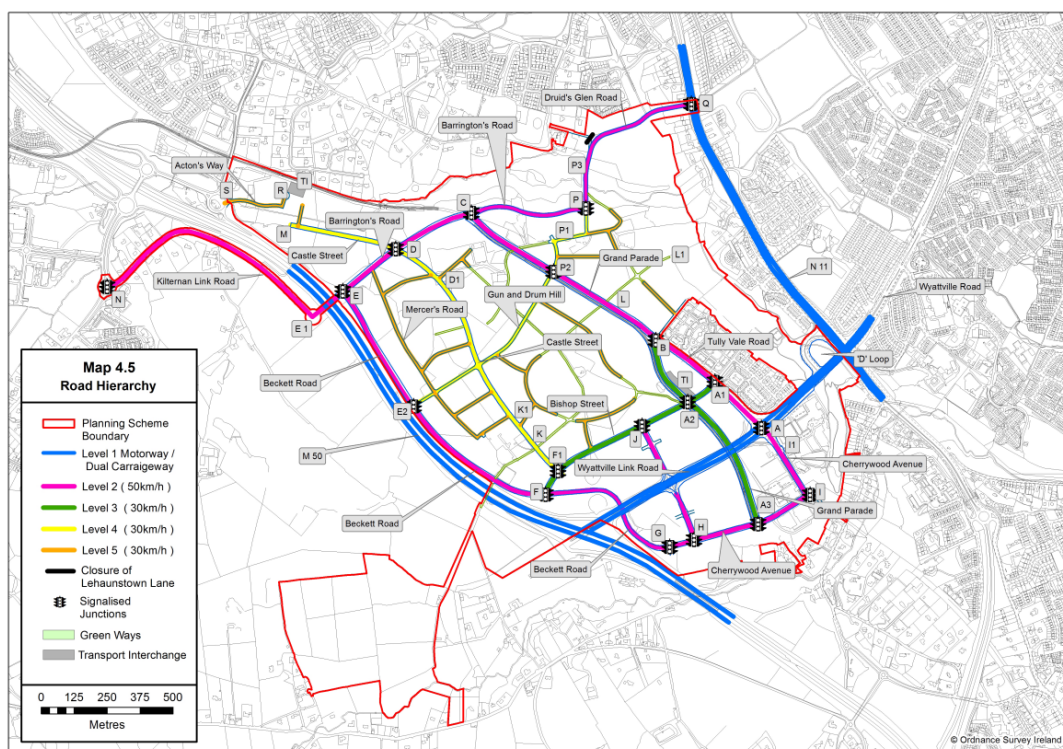 Druid's Glen Road
Q
Barrington's Road
Acton's Way
TI
S
R
P3
C
P
Barrington's Road
M
D
P1
Castle Street
P2
Grand Parade
L1
N 11
Wyattville Road
Kilternan Link Road
N
E
D1
Gun and Drum Hill
L
Mercer's Road
E 1
B
Tully Vale Road
'D' Loop
Castle Street
Beckett Road
TI
A1
Bishop Street
E2
K1
A2
J
A
I1
K
M 50
F1
Wyattville Link Road
Cherrywood Avenue
F
I
A3
Grand Parade
Beckett Road
G
H
Beckett Road
Cherrywood Avenue
Map 4.5
Road Hierarchy
Planning Scheme
Boundary
Level 1 Motorway /
Dual Carraigeway
Level 2 ( 50km/h )
Level 3 ( 30km/h )
Level 4 ( 30km/h )
Level 5 ( 30km/h )
Closure of
Lehaunstown Lane
Signalised
Junctions
Green Ways
Transport Interchange
0 125 250 375 500
Metres
© Ordnance Survey Ireland